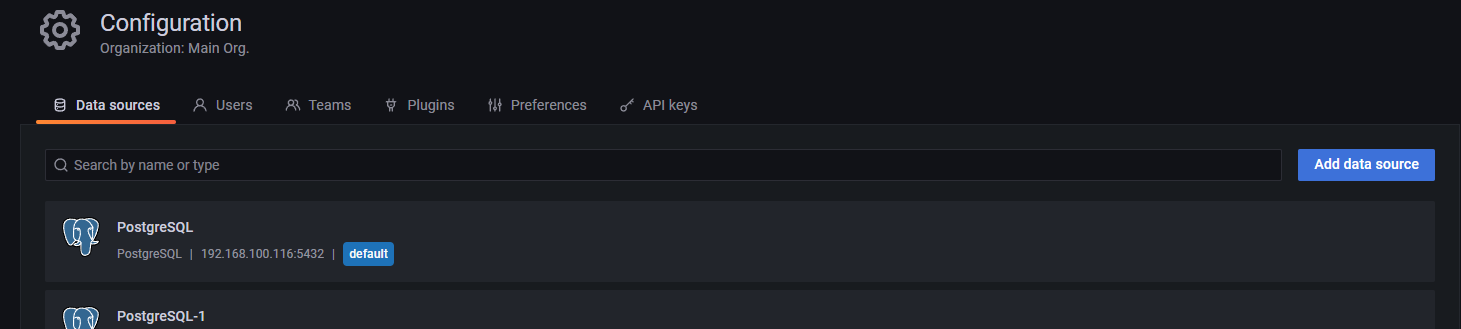 Configuration
Organization: Main Org.
Data sources Users Teams Plugins Preferences API keys
Search by name or type
Add data source
PostgreSQL
PostgreSQL | 192.168.100.116:5432 | default
PostgreSQL-1